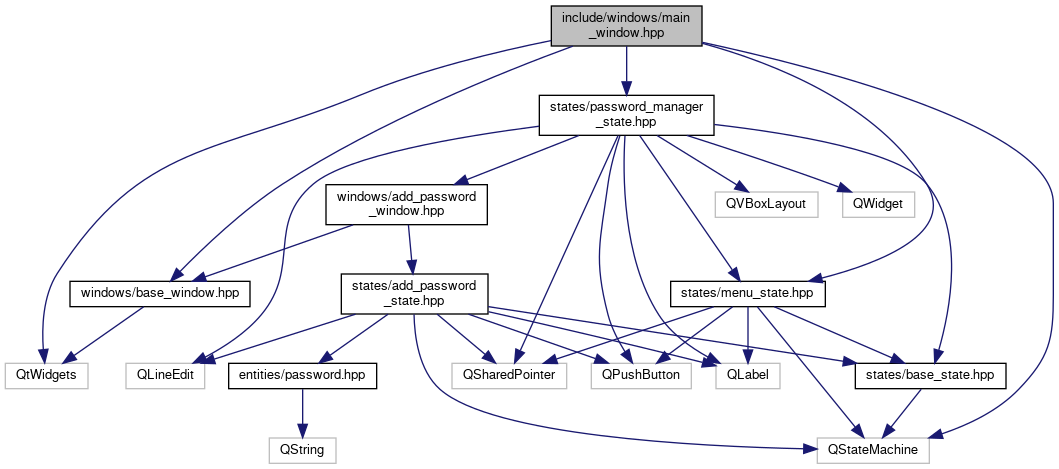 include/windows/main
_window.hpp
states/password_manager
_state.hpp
windows/add_password
_window.hpp
QVBoxLayout
QWidget
windows/base_window.hpp
states/add_password
_state.hpp
states/menu_state.hpp
QtWidgets
QLineEdit
entities/password.hpp
QSharedPointer
QPushButton
QLabel
states/base_state.hpp
QString
QStateMachine